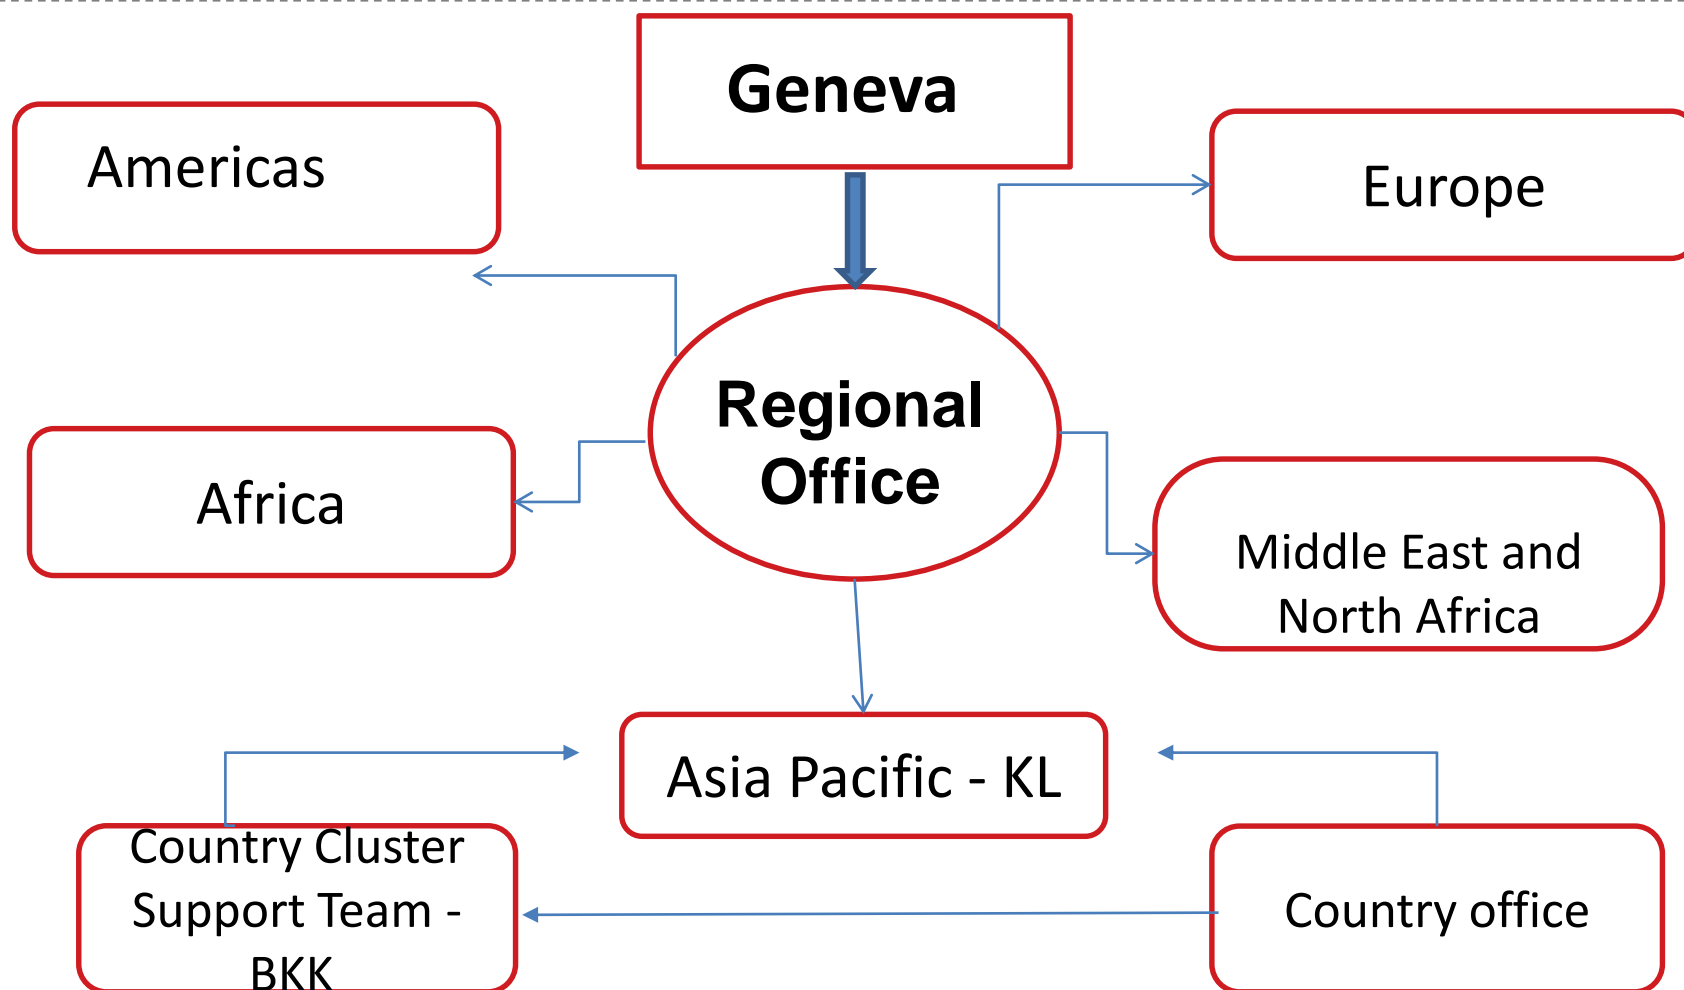 Geneva
Americas
Europe
Regional
Office
Africa
Middle East and
North Africa
Asia Pacific - KL
Country Cluster
Support Team -
BKK
Country office